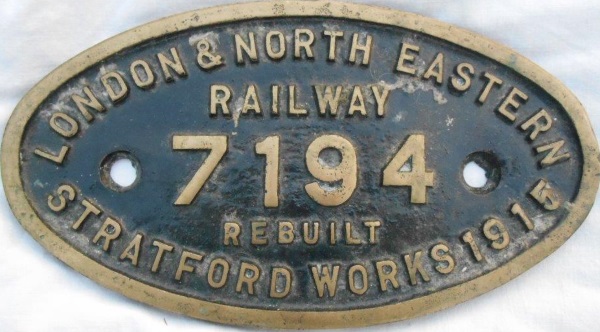 LONDON & NORTH EASTERN
RAILWAY
7194
REBUILT
STRATFORD WORKS 1915